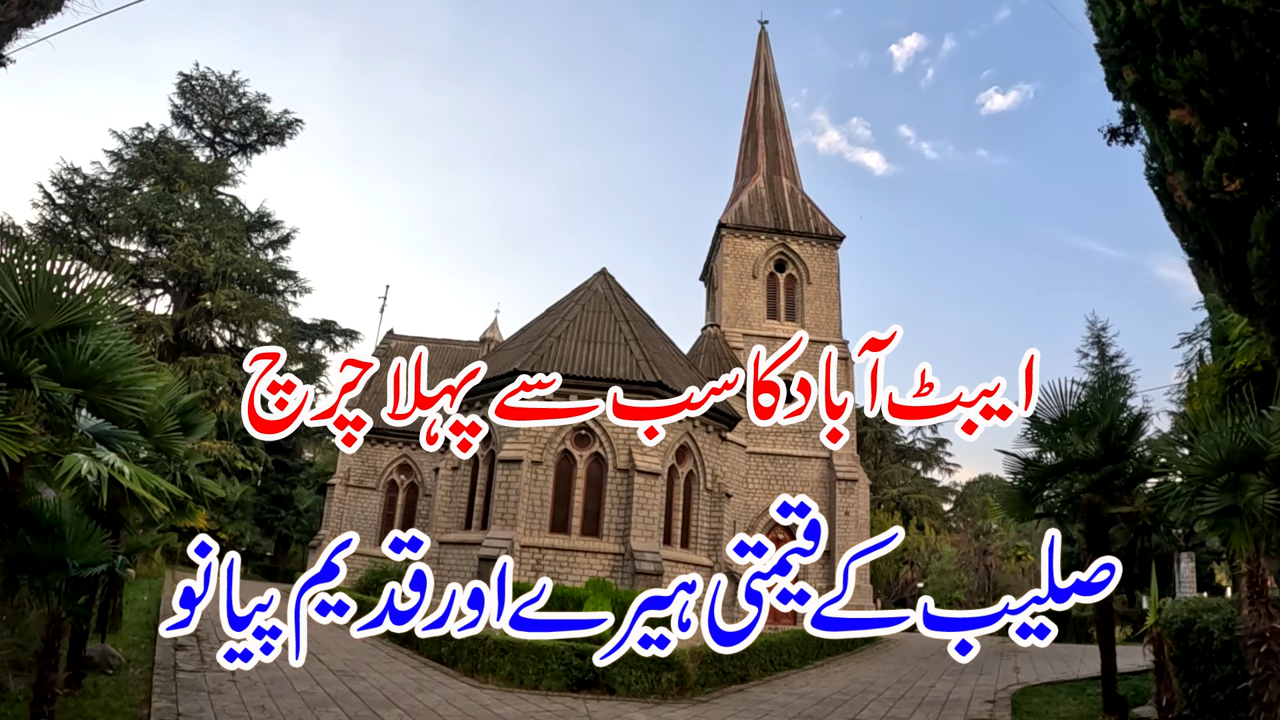 ایبٹ آباد کا سب سے پہلا چرچ
صلیب کے قیمتی ہیرے اور قدیم پیانو